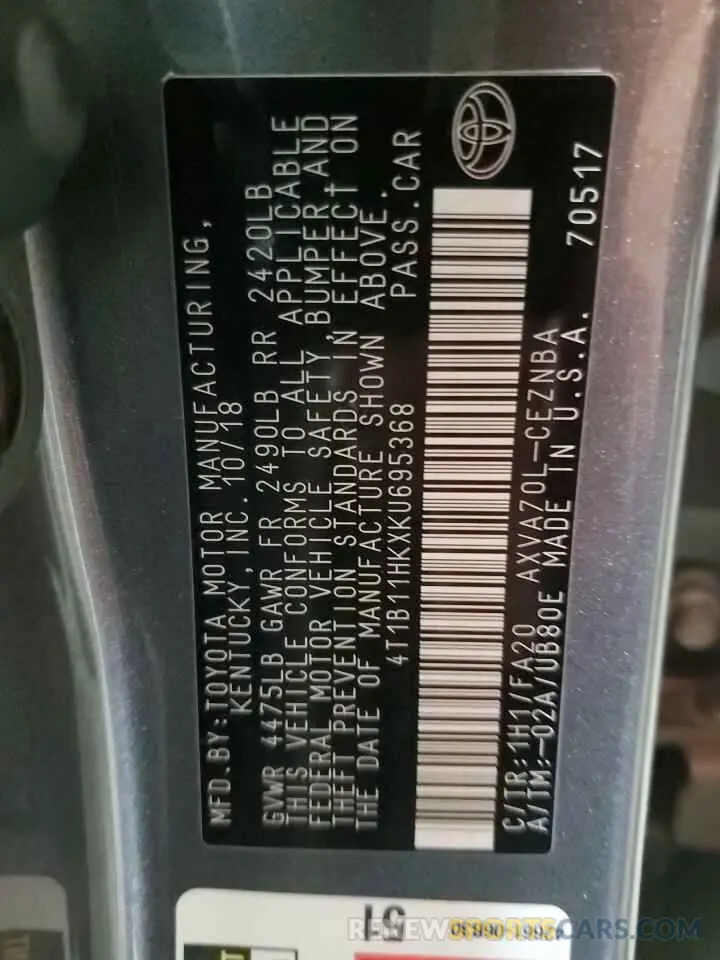 MFD.BY:TOYOTA MOTOR MANUFACTURING,
KENTUCKY,INC. 10/18
GVWR 4475LB GAWR FR 2490LB RR 2420LB
THIS VEHICLE CONFORMS TO ALL APPLICABLE
FEDERAL MOTOR VEHICLE SAFETY, BUMPER AND
THEFT PREVENTION STANDARDS IN EFFECT ON
THE DATE OF MANUFACTURE SHOWN ABOVE.
4T1B11HKXKU695368 PASS.CAR
C/TR:1H1/FA20 AXVA70L-CEZNBA
A/TM:-02A/UB80E MADE IN U.S.A. 70517
51
RENEWSPORTSCARS.COM